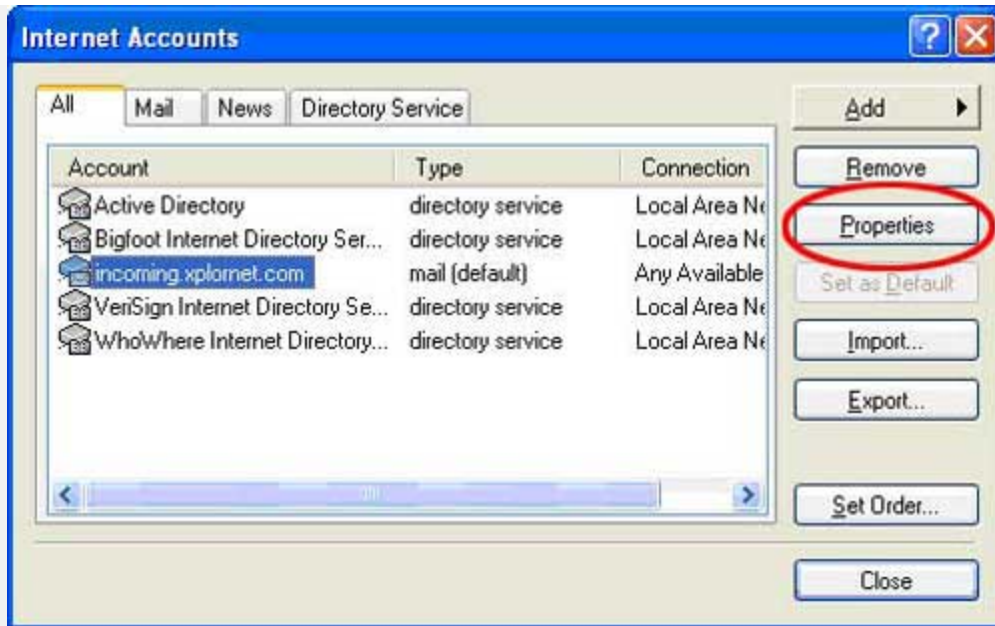 Internet Accounts
All Mail News Directory Service
Add
Account Type Connection
Remove
Active Directory directory service Local Area Ne
Properties
Bigfoot Internet Directory Ser... directory service Local Area Ne
incoming.xplornet.com mail (default) Any Available
Set as Default
VeriSign Internet Directory Se... directory service Local Area Ne
WhoWhere Internet Directory... directory service Local Area Ne
Import...
Export...
Set Order...
Close